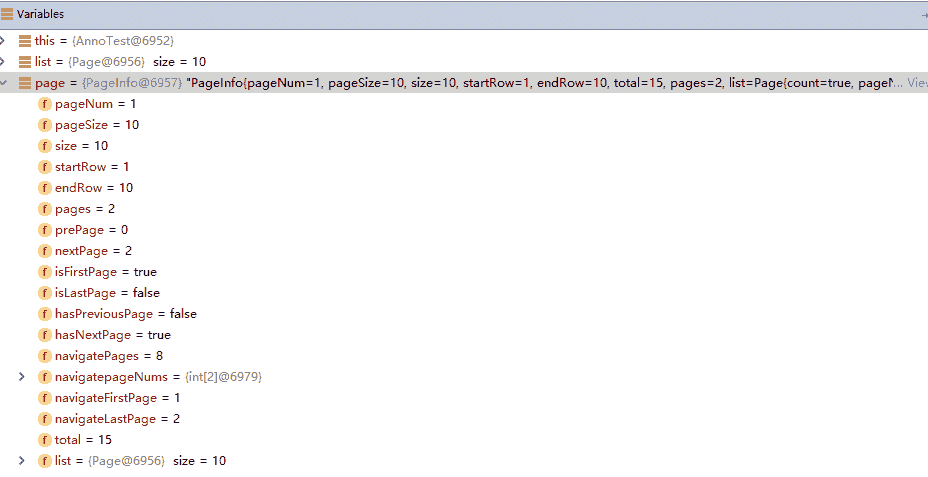 Variables
this = {AnnoTest@6952}
list = {Page@6956} size = 10
page = {PageInfo@6957} "PageInfo{pageNum=1, pageSize=10, size=10, startRow=1, endRow=10, total=15, pages=2, list=Page{count=true, pageN... View
f pageNum = 1
f pageSize = 10
f size = 10
f startRow = 1
f endRow = 10
f pages = 2
f prePage = 0
f nextPage = 2
f isFirstPage = true
f isLastPage = false
f hasPreviousPage = false
f hasNextPage = true
f navigatePages = 8
f navigatepageNums = {int[2]@6979}
f navigateFirstPage = 1
f navigateLastPage = 2
f total = 15
f list = {Page@6956} size = 10